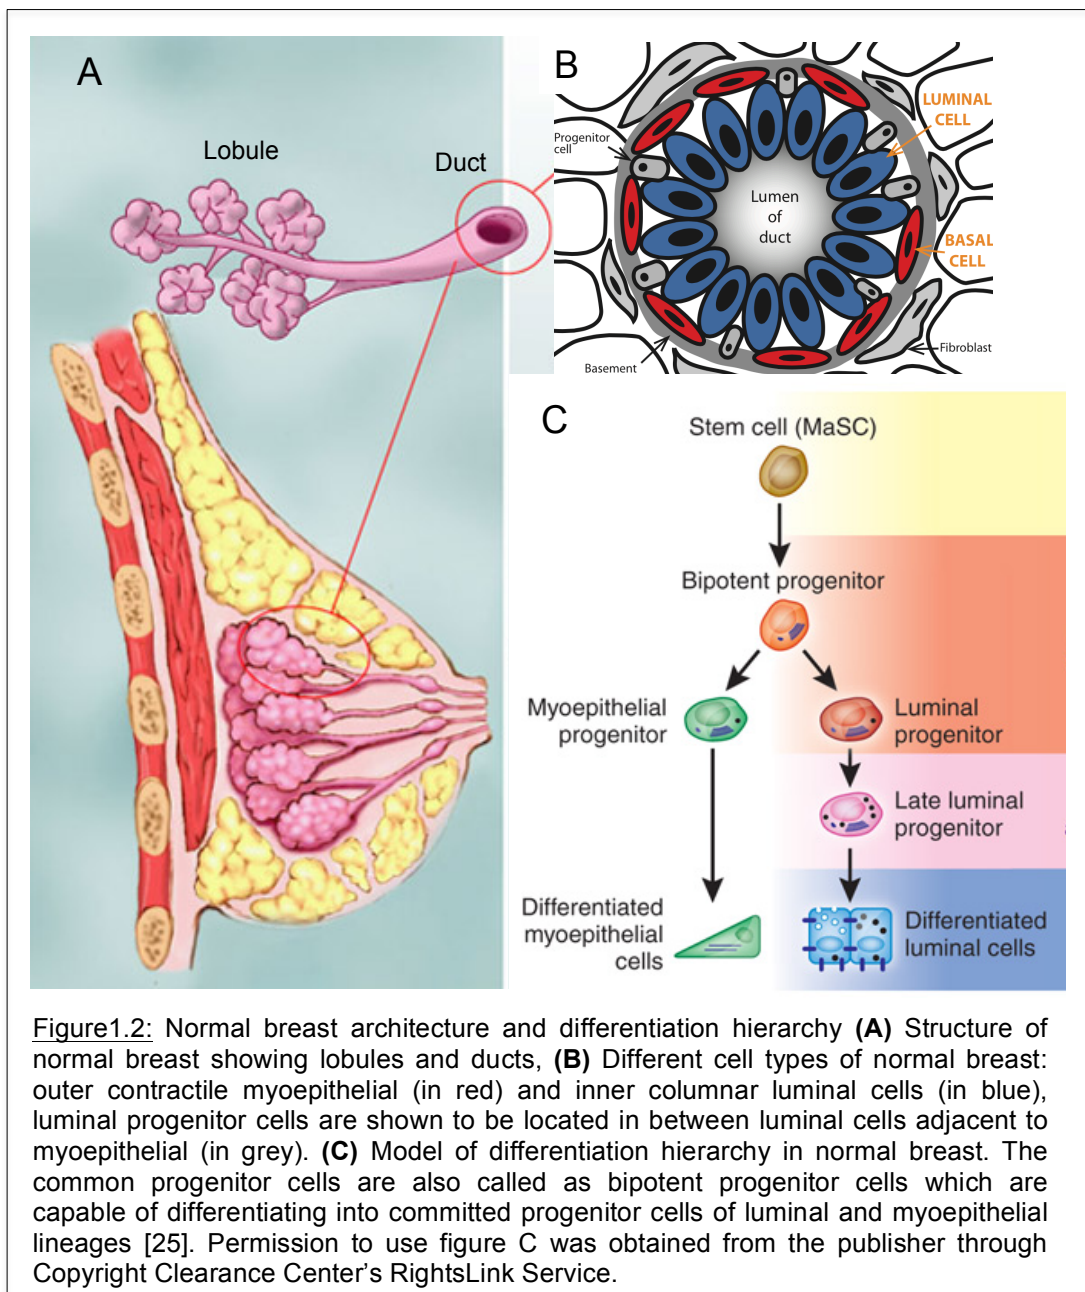 A
Lobule
Duct
B
LUMINAL
CELL
Progenitor
cell
Lumen
of
duct
BASAL
CELL
Fibroblast
Basement
C
Stem cell (MaSC)
Bipotent progenitor
Myoepithelial
progenitor
Luminal
progenitor
Late luminal
progenitor
Differentiated
myoepithelial
cells
Differentiated
luminal cells
Figure1.2: Normal breast architecture and differentiation hierarchy (A) Structure of
normal breast showing lobules and ducts, (B) Different cell types of normal breast:
outer contractile myoepithelial (in red) and inner columnar luminal cells (in blue),
luminal progenitor cells are shown to be located in between luminal cells adjacent to
myoepithelial (in grey). (C) Model of differentiation hierarchy in normal breast. The
common progenitor cells are also called as bipotent progenitor cells which are
capable of differentiating into committed progenitor cells of luminal and myoepithelial
lineages [25]. Permission to use figure C was obtained from the publisher through
Copyright Clearance Center's RightsLink Service.